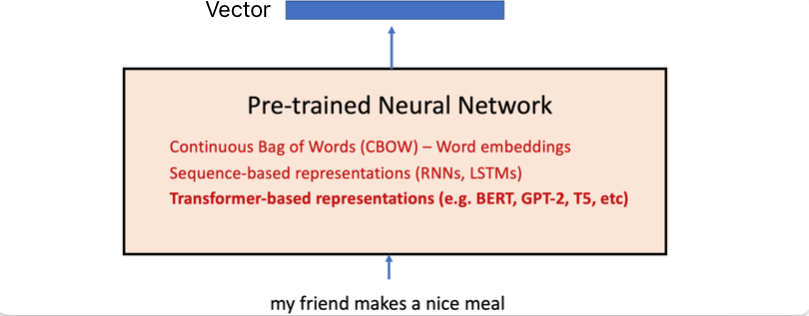 Vector
Pre-trained Neural Network
Continuous Bag of Words (CBOW) – Word embeddings
Sequence-based representations (RNNs, LSTMs)
Transformer-based representations (e.g. BERT, GPT-2, T5, etc)
my friend makes a nice meal